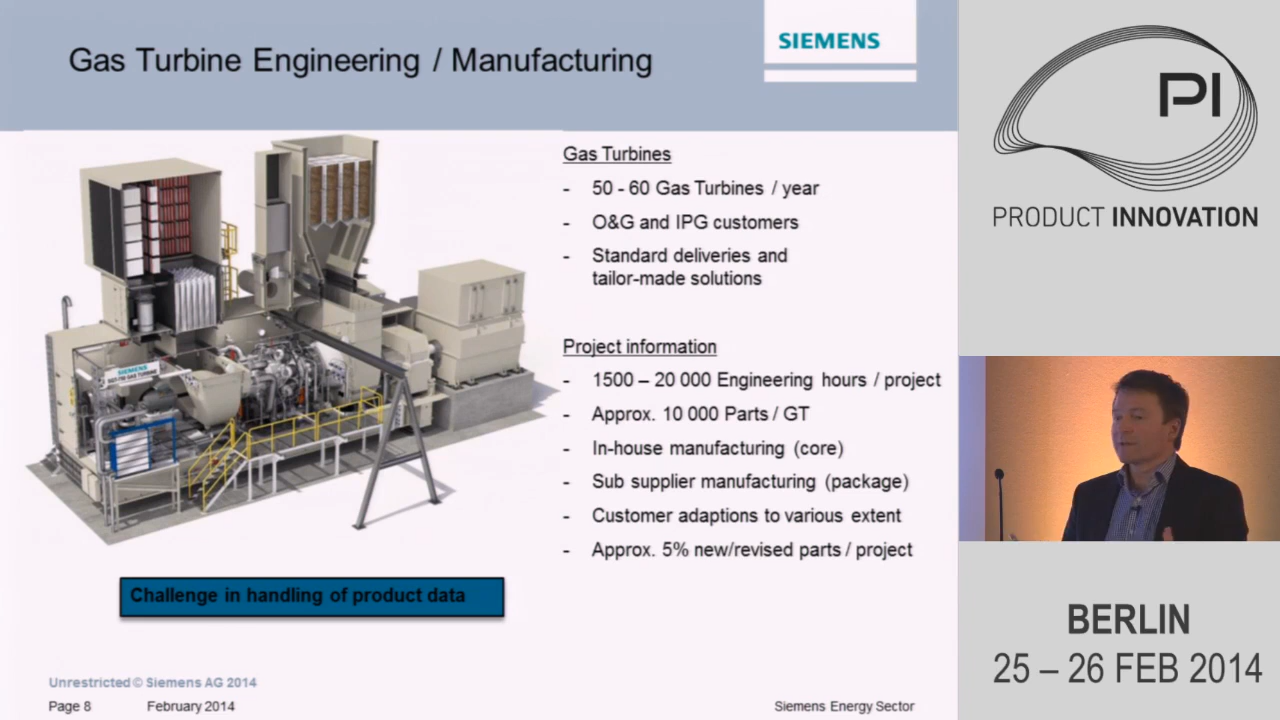 Gas Turbine Engineering / Manufacturing
SIEMENS
Gas Turbines
- 50 - 60 Gas Turbines / year
- O&G and IPG customers
- Standard deliveries and
tailor-made solutions
Project information
- 1500 – 20 000 Engineering hours / project
- Approx. 10 000 Parts / GT
- In-house manufacturing (core)
- Sub supplier manufacturing (package)
- Customer adaptions to various extent
- Approx. 5% new/revised parts / project
SIEMENS
Challenge in handling of product data
Unrestricted © Siemens AG 2014
Page 8 February 2014
Siemens Energy Sector
PI
PRODUCT INNOVATION
BERLIN
25 – 26 FEB 2014